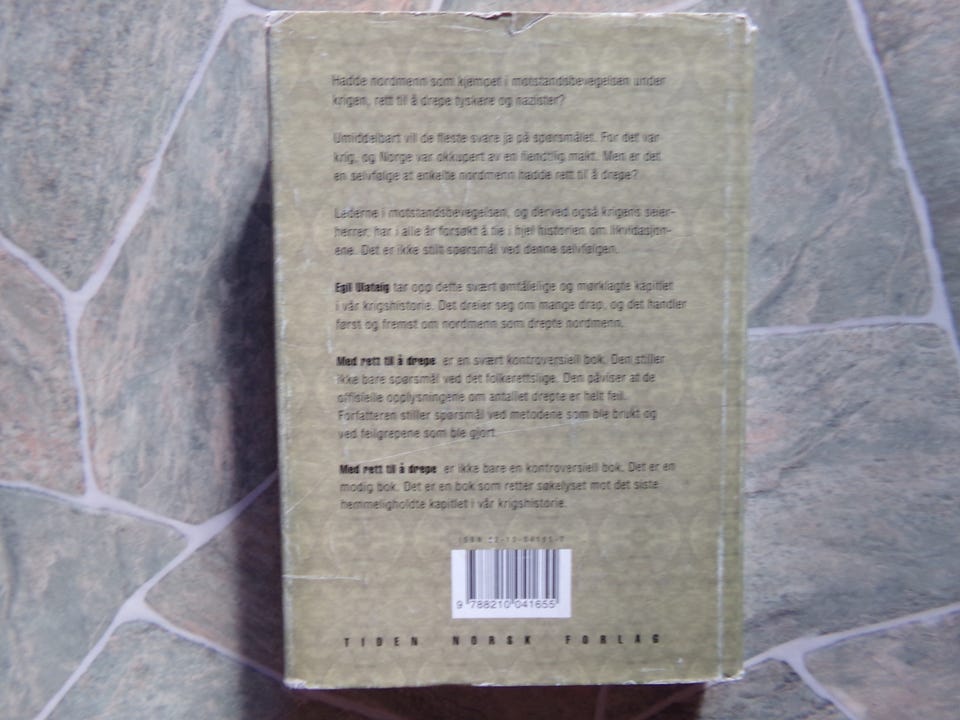 Hadde nordmenn som kjempet i motstandsbevegelsen under
krigen, rett til å drepe tyskere og nazister?
Umiddelbart vil de fleste svare ja på spørsmålet. For det var
krig, og Norge var okkupert av en fiendtlig makt. Men er det
en selvfølge at enkelte nordmenn hadde rett til å drepe?
Lederne i motstandsbevegelsen, og derved også krigens seier-
herrer, har i alle år forsøkt å tie i hjel historien om likvidasjon-
ene. Det er ikke stilt spørsmål ved denne selvfølgen.
Egil Ulateig tar opp dette svært ømtålelige og mørklagte kapitlet
i vår krigshistorie. Det dreier seg om mange drap, og det handler
først og fremst om nordmenn som drepte nordmenn.
Med rett til å drepe er en svært kontroversiell bok. Den stiller
ikke bare spørsmål ved det folkerettslige. Den påviser at de
offisielle opplysningene om antallet drepte er helt feil.
Forfatteren stiller spørsmål ved metodene som ble brukt og
ved feilgrepene som ble gjort.
Med rett til å drepe er ikke bare en kontroversiell bok. Det er en
modig bok. Det er en bok som retter søkelyset mot det siste
hemmeligholdte kapitlet i vår krigshistorie.
ISBN 82-10-04165-7
9 788210 041655
TIDEN NORSK FORLAG